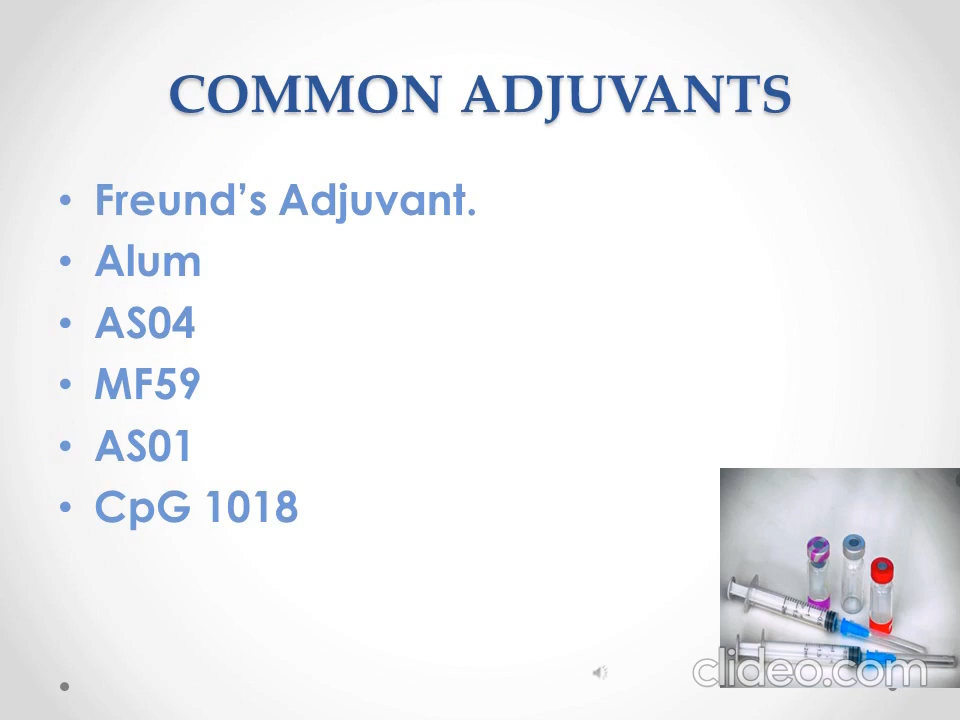 COMMON ADJUVANTS
• Freund’s Adjuvant.
• Alum
• AS04
• MF59
• AS01
• CpG 1018
clideo.com